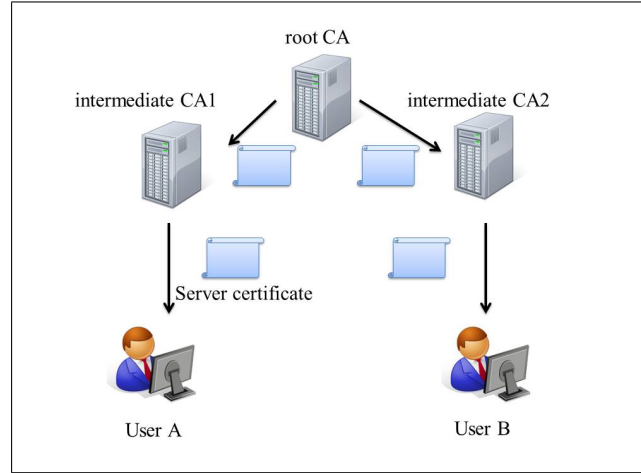 root CA
intermediate CA1
intermediate CA2
Server certificate
User A
User B